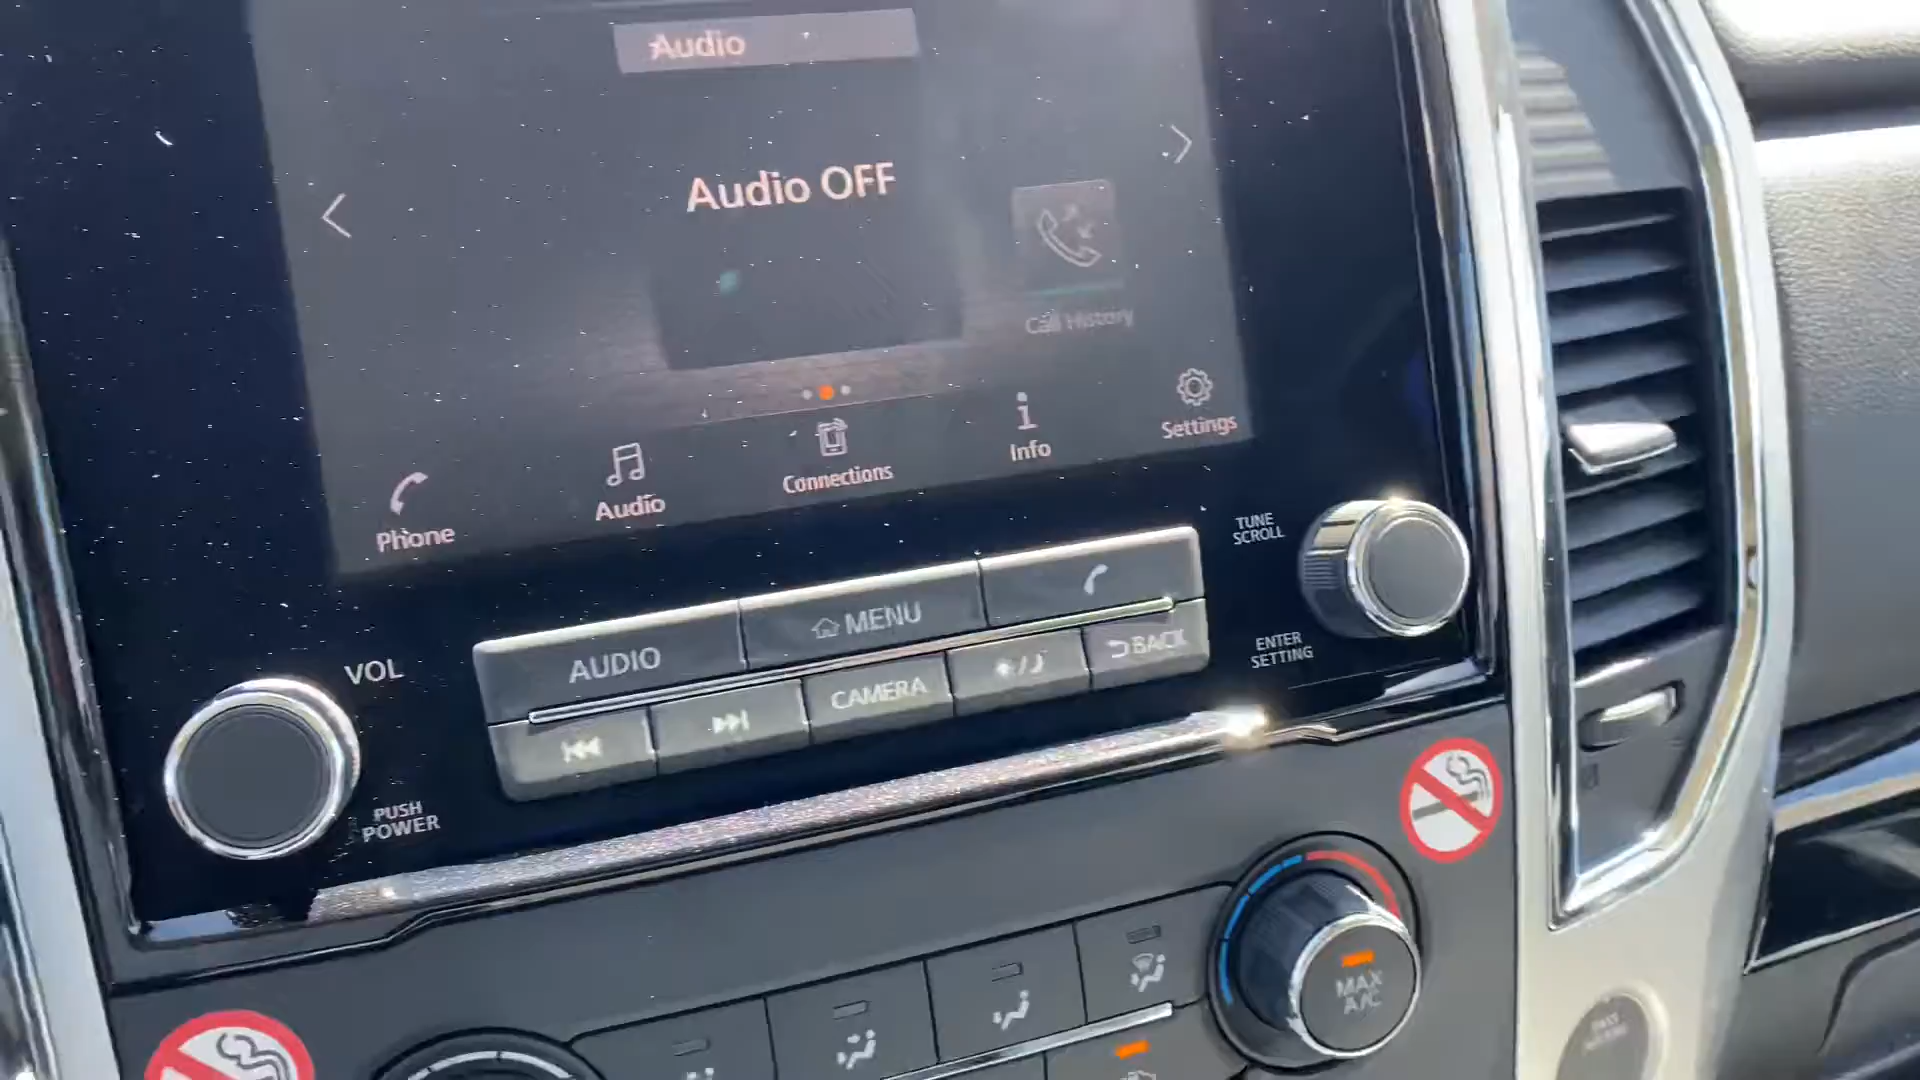 Audio
Audio OFF
Call History
Phone
Audio
Connections
Info
Settings
VOL
PUSH
POWER
AUDIO
MENU
CAMERA
BACK
TUNE
SCROLL
ENTER
SETTING
MAX
A/C